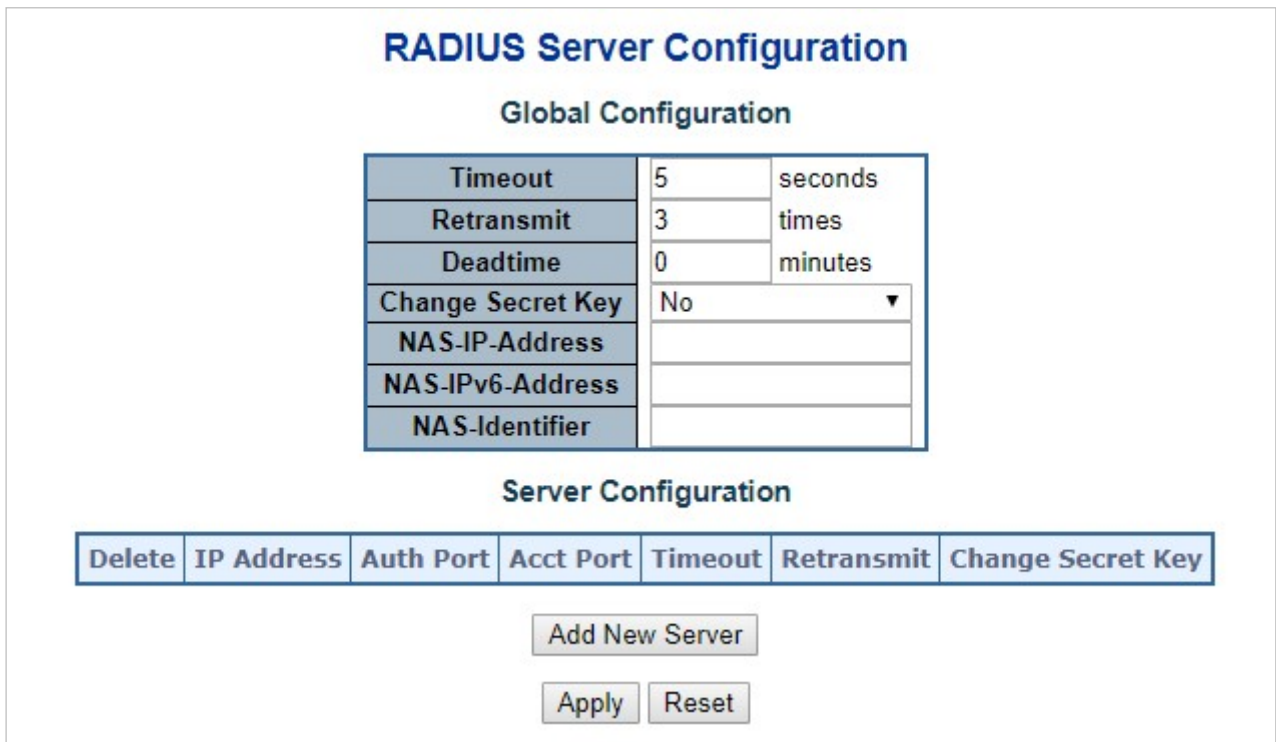 RADIUS Server Configuration
Global Configuration
Timeout 5 seconds
Retransmit 3 times
Deadtime 0 minutes
Change Secret Key No
NAS-IP-Address
NAS-IPv6-Address
NAS-Identifier
Server Configuration
Delete IP Address Auth Port Acct Port Timeout Retransmit Change Secret Key
Add New Server
Apply Reset